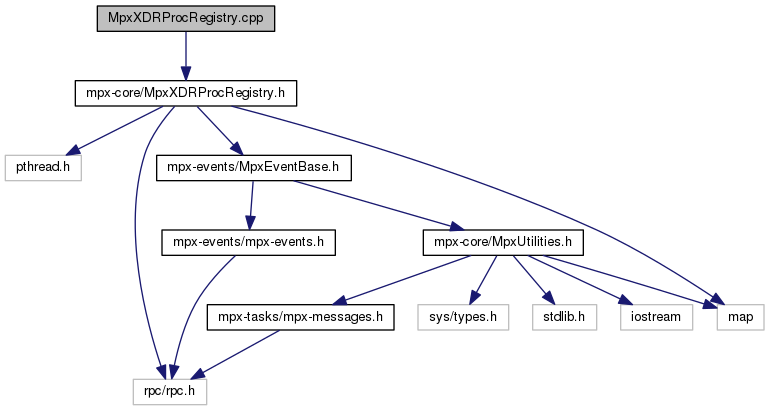 MpxXDRProcRegistry.cpp
mpx-core/MpxXDRProcRegistry.h
pthread.h
mpx-events/MpxEventBase.h
mpx-events/mpx-events.h
mpx-core/MpxUtilities.h
mpx-tasks/mpx-messages.h
sys/types.h
stdlib.h
iostream
map
rpc/rpc.h